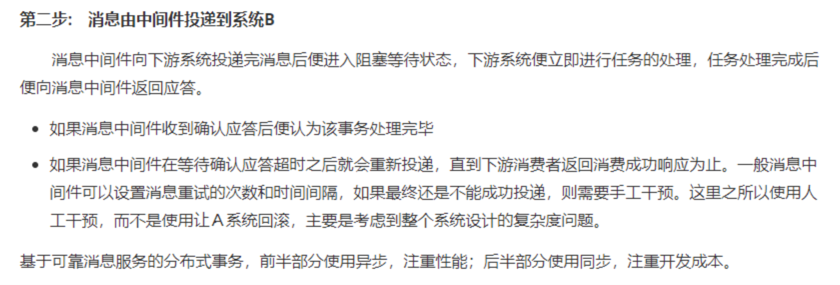 第二步： 消息由中间件投递到系统B
消息中间件向下游系统投递完消息后便进入阻塞等待状态，下游系统便立即进行任务的处理，任务处理完成后
便向消息中间件返回应答。
• 如果消息中间件收到确认应答后便认为该事务处理完毕
• 如果消息中间件在等待确认应答超时之后就会重新投递，直到下游消费者返回消费成功响应为止。一般消息中
间件可以设置消息重试的次数和时间间隔，如果最终还是不能成功投递，则需要手工干预。这里之所以使用人
工干预，而不是使用让Ａ系统回滚，主要是考虑到整个系统设计的复杂度问题。
基于可靠消息服务的分布式事务，前半部分使用异步，注重性能；后半部分使用同步，注重开发成本。